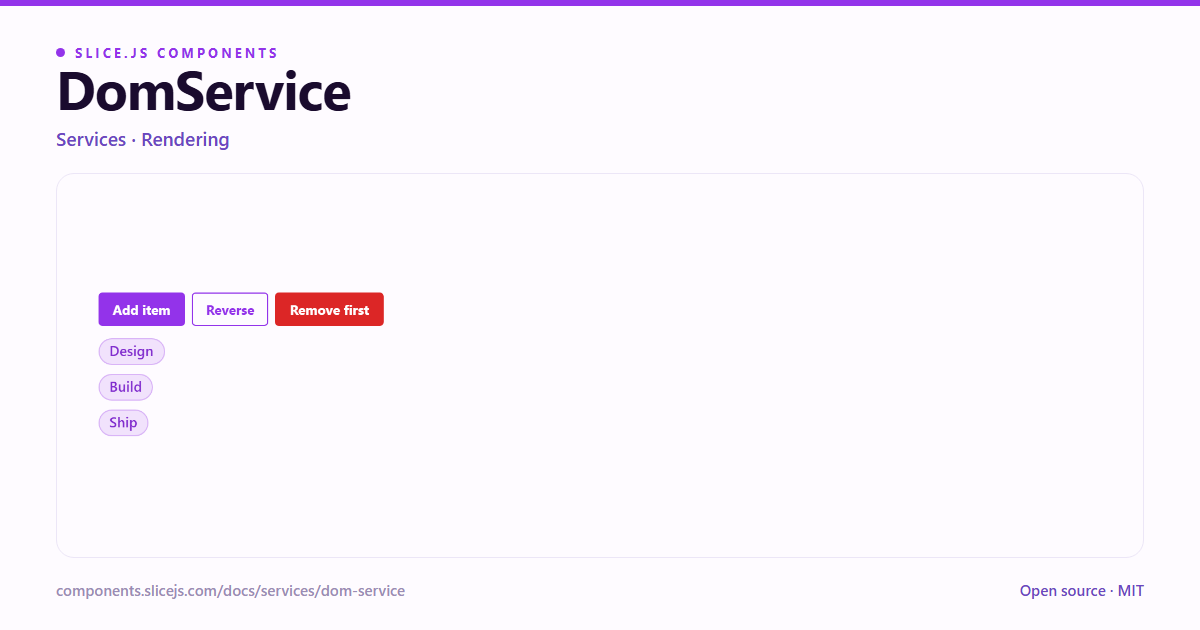 SLICE.JS COMPONENTS
DomService
Services · Rendering
Add item Reverse Remove first
Design
Build
Ship
components.slicejs.com/docs/services/dom-service
Open source · MIT